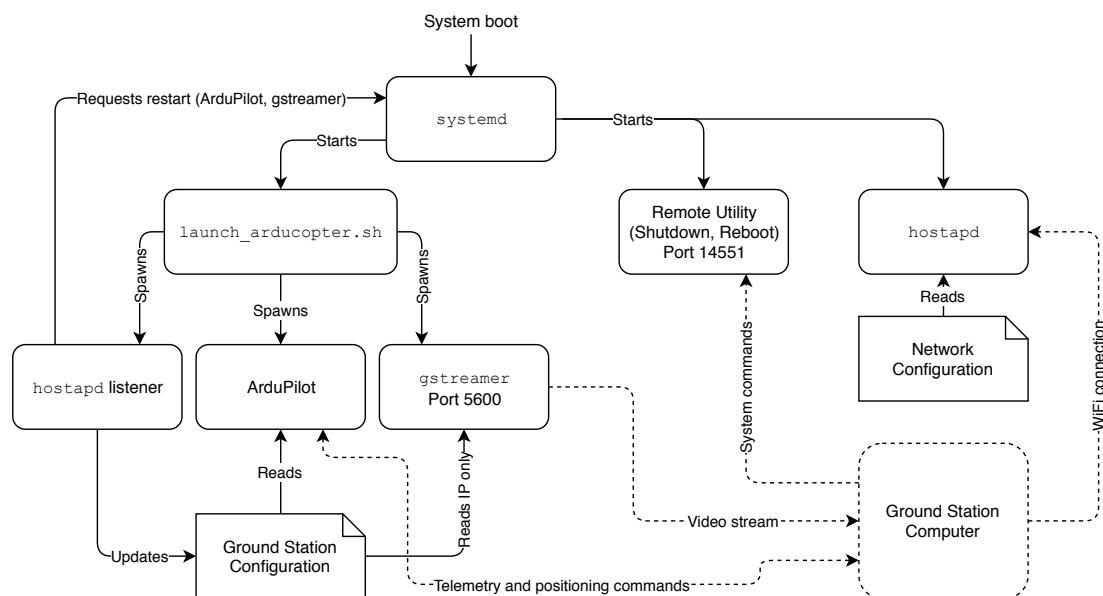 System boot
Requests restart (ArduPilot, gstreamer)
systemd
Starts
Starts
launch_arducopter.sh
Remote Utility
(Shutdown, Reboot)
Port 14551
hostapd
Spawns
Spawns
Spawns
Reads
hostapd listener
ArduPilot
gstreamer
Port 5600
Network
Configuration
System commands
WiFi connection
Reads
Reads IP only
Updates
Ground Station
Configuration
Video stream
Ground Station
Computer
Telemetry and positioning commands